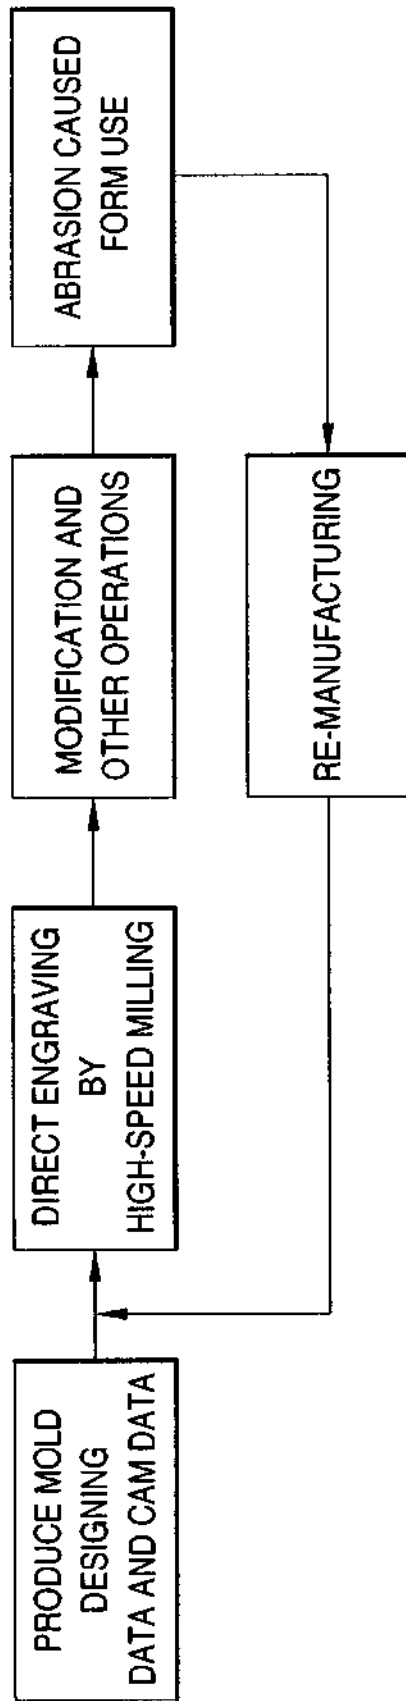 PRODUCE MOLD
DESIGNING
DATA AND CAM DATA
DIRECT ENGRAVING
BY
HIGH-SPEED MILLING
MODIFICATION AND
OTHER OPERATIONS
ABRASION CAUSED
FORM USE
RE-MANUFACTURING